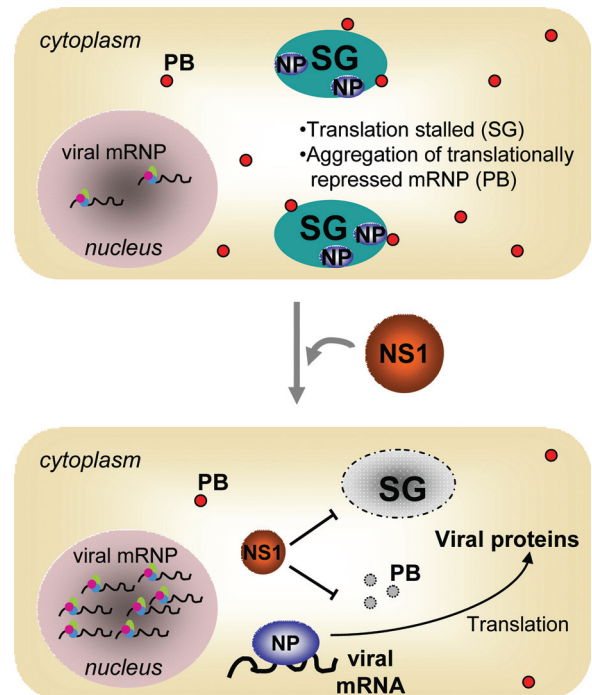 cytoplasm
PB
SG
NP
NP
viral mRNP
nucleus
•Translation stalled (SG)
•Aggregation of translationally
repressed mRNP (PB)
SG
NP
NP
NS1
cytoplasm
PB
SG
viral mRNP
nucleus
NS1
PB
Viral proteins
Translation
NP
viral
mRNA